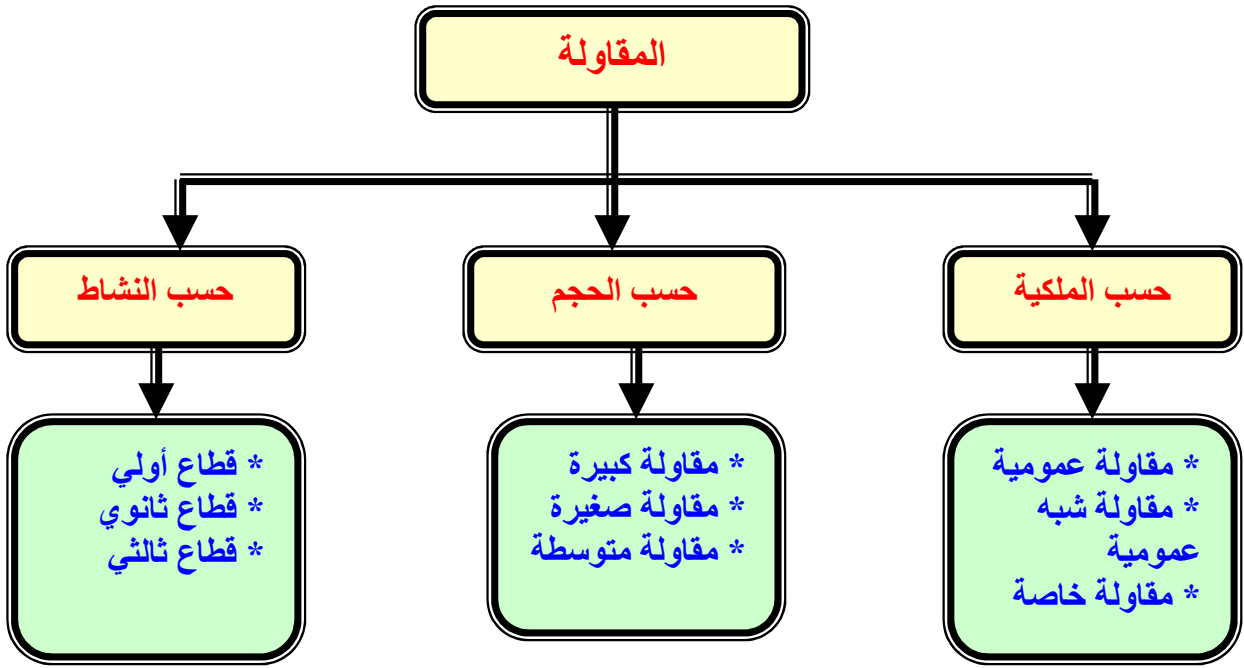 المقاولة
حسب الملكية
حسب الحجم
حسب النشاط
* مقاولة عمومية
* مقاولة شبه
عمومية
* مقاولة خاصة
* مقاولة كبيرة
* مقاولة صغيرة
* مقاولة متوسطة
* قطاع أولي
* قطاع ثانوي
* قطاع ثالثي